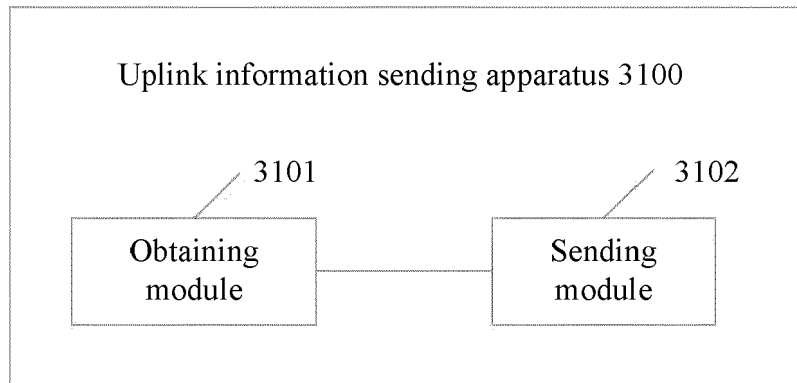 Uplink information sending apparatus 3100
3101
3102
Obtaining
module
Sending
module